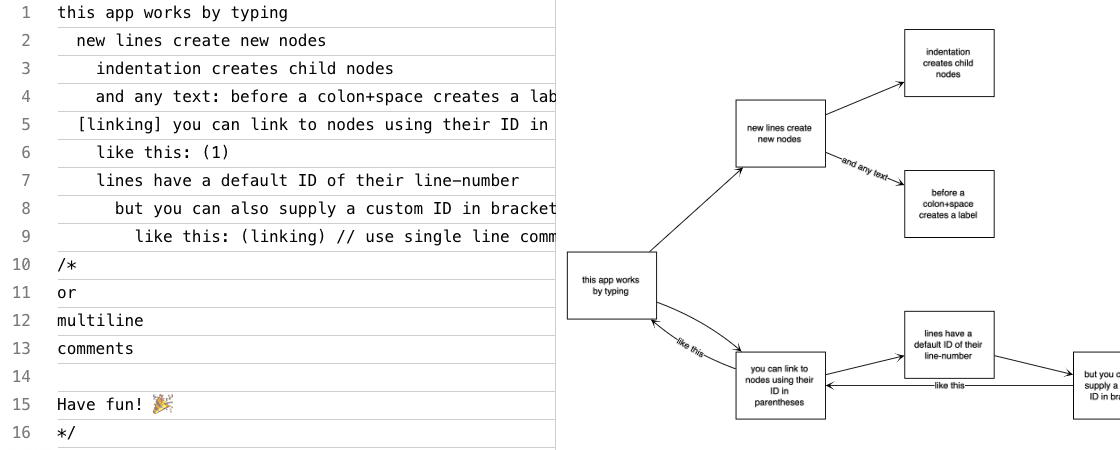 1 this app works by typing
2 new lines create new nodes
3 indentation creates child nodes
4 and any text: before a colon+space creates a lab
5 [linking] you can link to nodes using their ID in
6 like this: (1)
7 lines have a default ID of their line-number
8 but you can also supply a custom ID in bracket
9 like this: (linking) // use single line comm
10 /*
11 or
12 multiline
13 comments
14
15 Have fun! 🎉
16 */
indentation
creates child
nodes
new lines create
new nodes
and any text
before a
colon+space
creates a label
this app works
by typing
like this
you can link to
nodes using their
ID in
parentheses
lines have a
default ID of their
line-number
like this
but you c
supply a
ID in bra